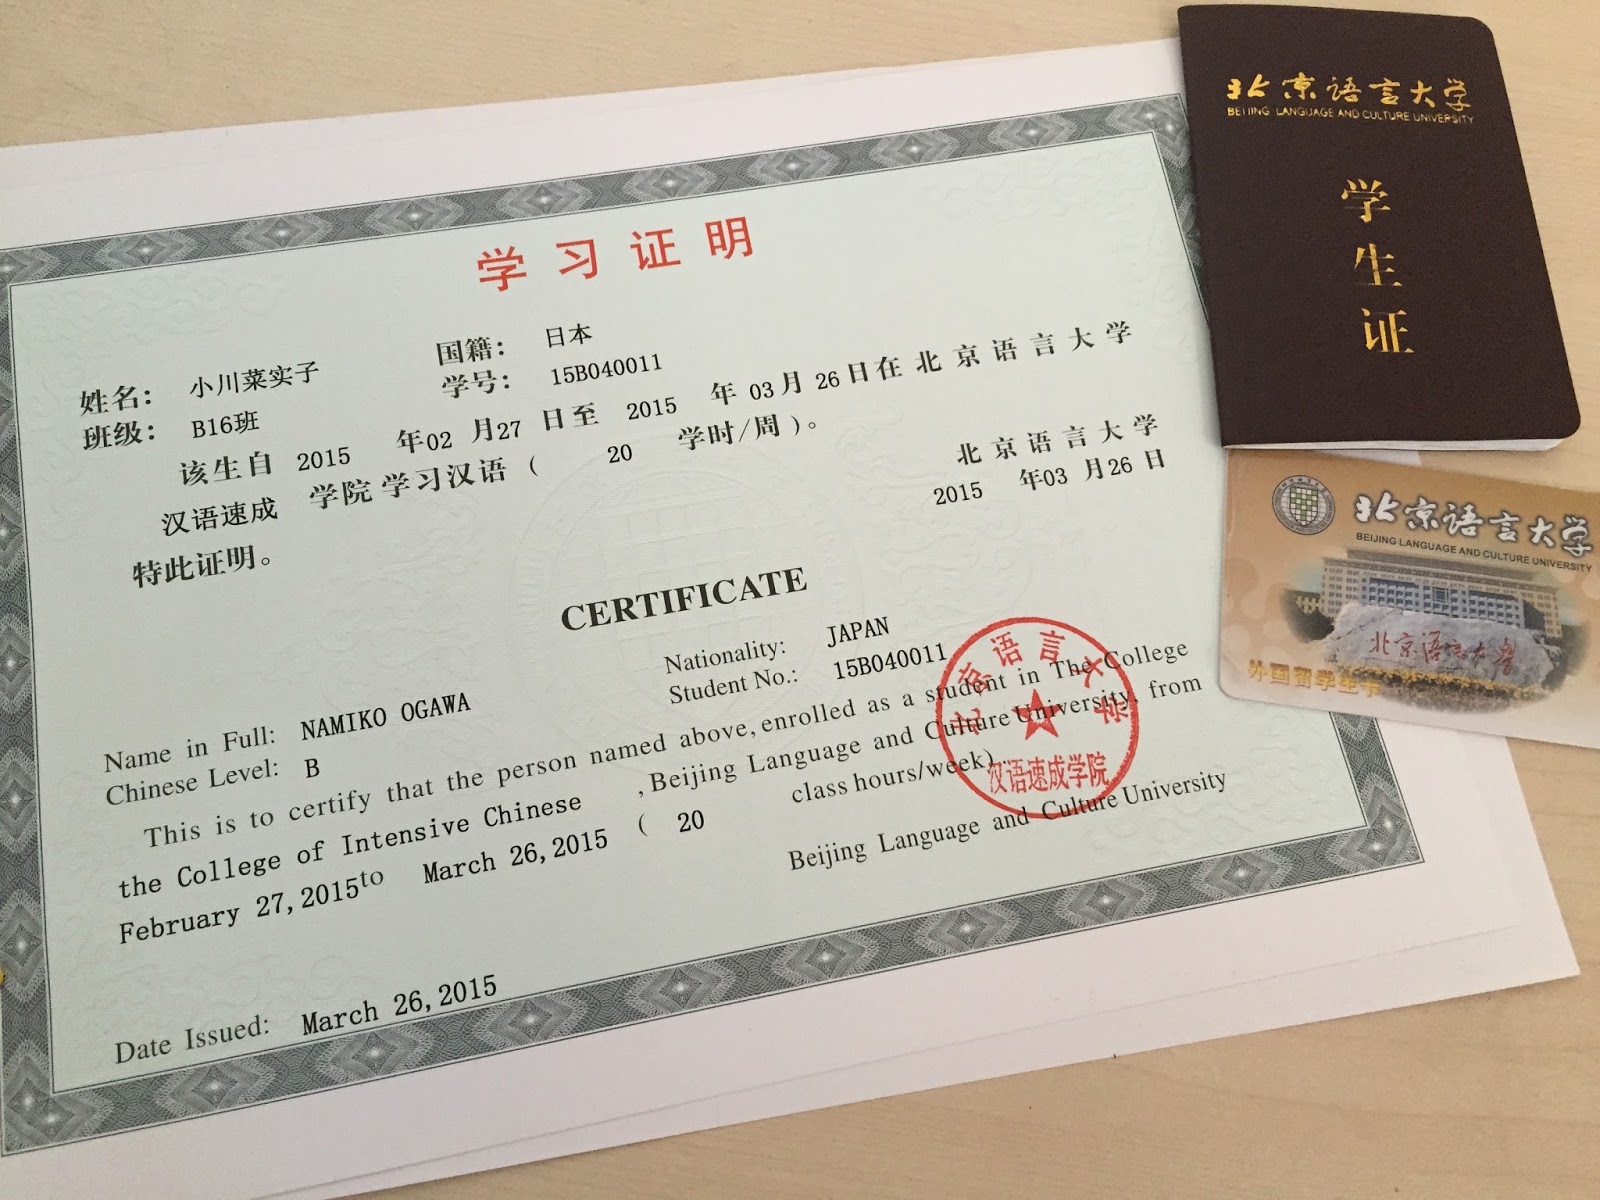 学习证明
姓名： 小川菜实子 国籍： 日本
班级： B16班 学号： 15B040011
该生自 2015 年02 月27 日至 2015 年 03月 26日在 北京语言大学
汉语速成 学院学习汉语（ 20 学时/周）。
特此证明。
北京语言大学
2015 年03 月26 日
CERTIFICATE
Nationality: JAPAN
Name in Full: NAMIKO OGAWA Student No.: 15B040011
Chinese Level: B
This is to certify that the person named above, enrolled as a student in The College
the College of Intensive Chinese , Beijing Language and Culture University, from
February 27,2015 to March 26,2015 ( 20 class hours/week)
Beijing Language and Culture University
Date Issued: March 26,2015
北京语言大学
汉语速成学院
北京语言大学
BEIJING LANGUAGE AND CULTURE UNIVERSITY
学生证
北京语言大学
BEIJING LANGUAGE AND CULTURE UNIVERSITY
北京语言大学
外国留学生卡